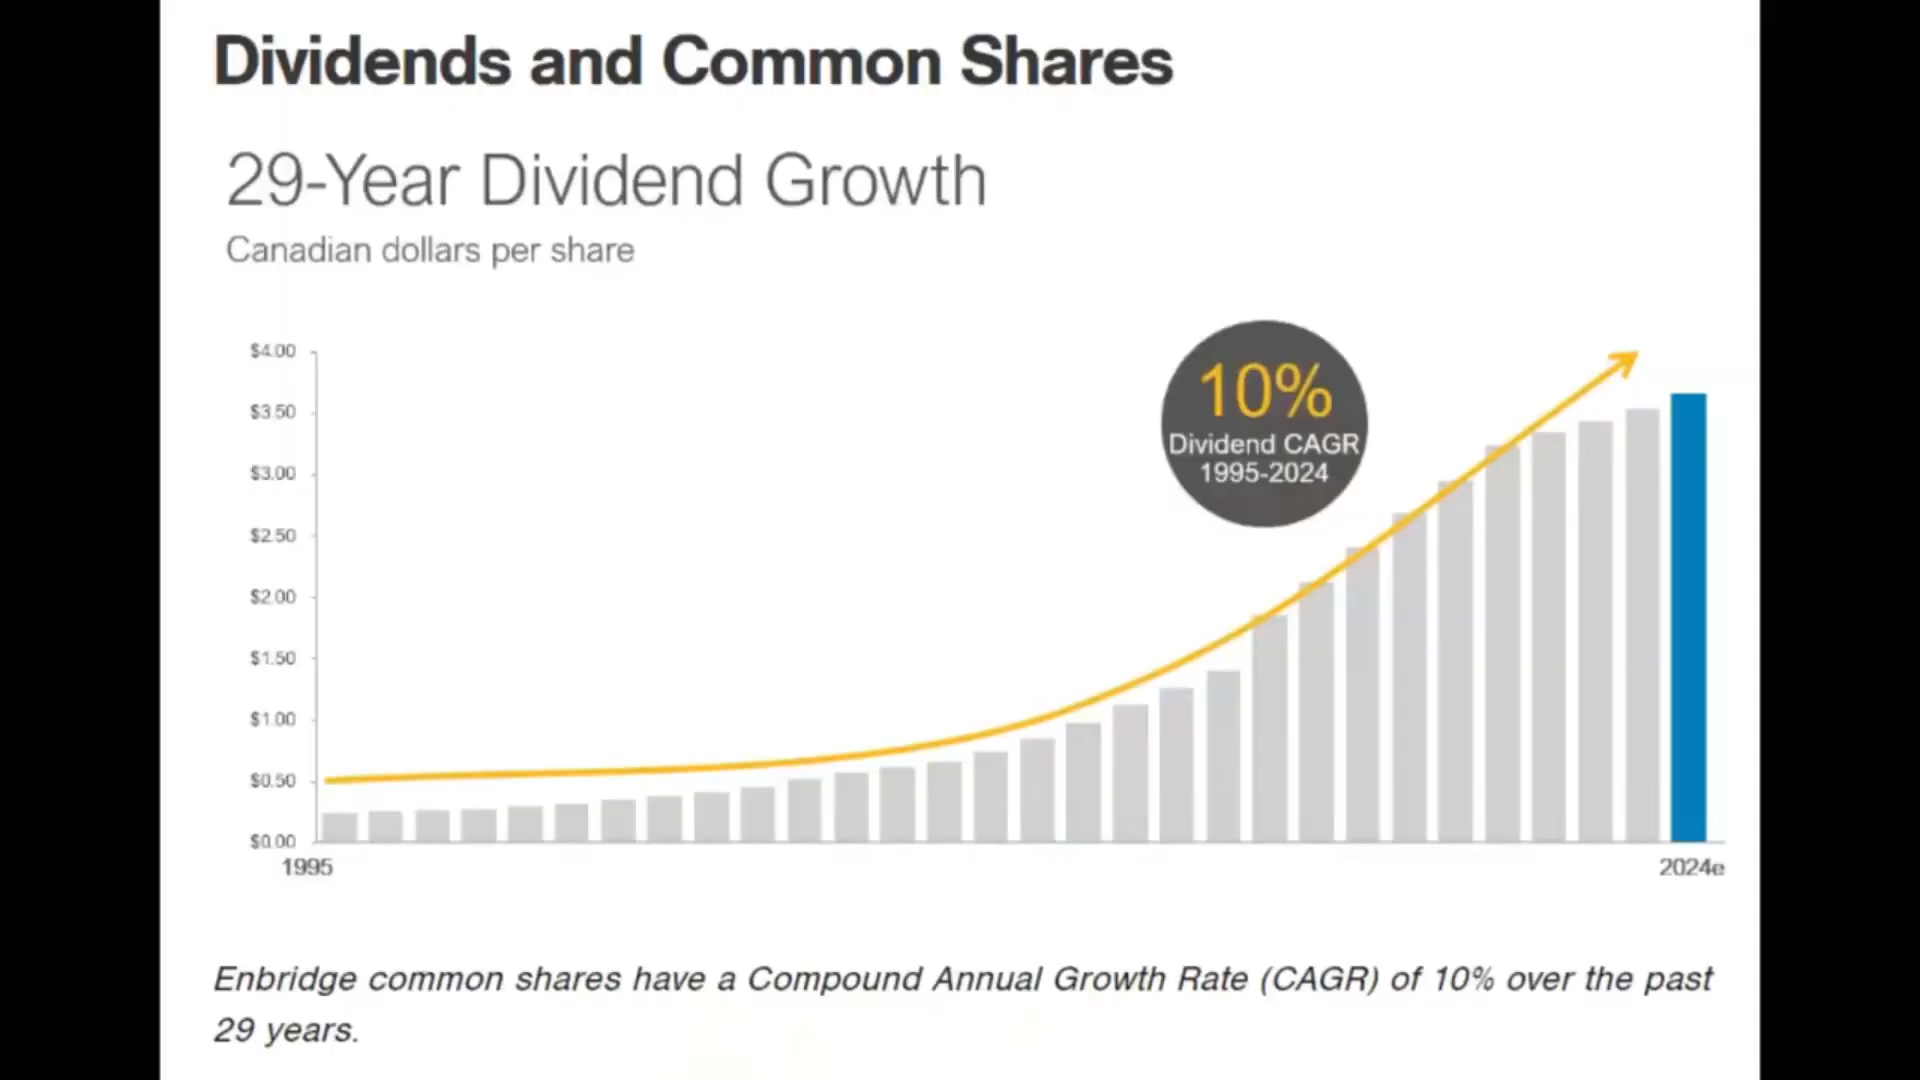 Dividends and Common Shares
29-Year Dividend Growth
Canadian dollars per share
$4.00
$3.50
$3.00
$2.50
$2.00
$1.50
$1.00
$0.50
$0.00
10%
Dividend CAGR
1995-2024
1995
2024e
Enbridge common shares have a Compound Annual Growth Rate (CAGR) of 10% over the past
29 years.